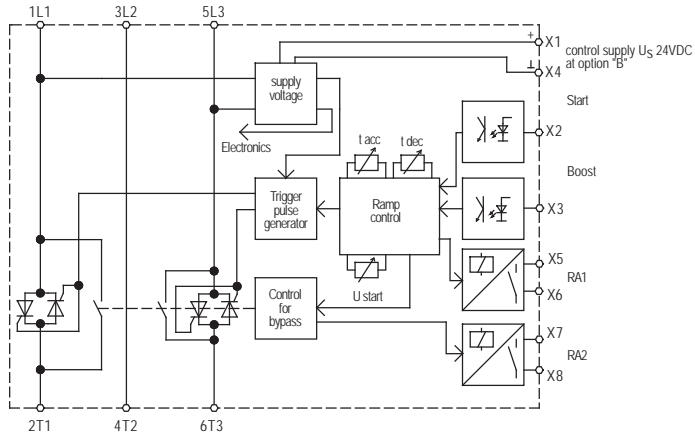 1L1 3L2 5L3
+ X1
control supply US 24VDC
at option "B"
⊥ X4
supply
voltage
Start
X2
Electronics
t acc t dec
Boost
Trigger
pulse
generator
Ramp
control
X3
X5
RA1
X6
U start
Control
for
bypass
X7
RA2
X8
2T1 4T2 6T3